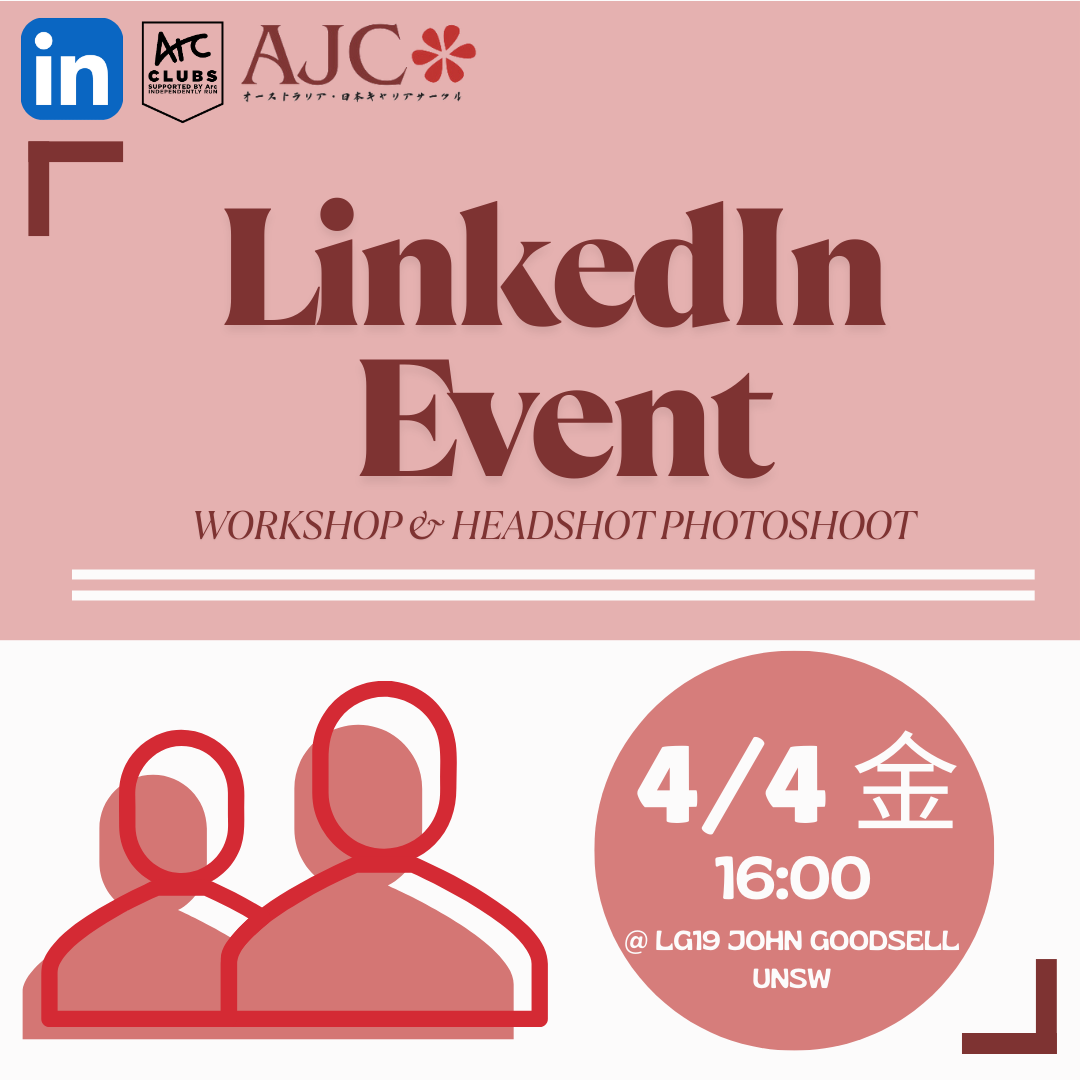 in
Arc
CLUBS
SUPPORTED BY Arc
INDEPENDENTLY RUN
AJC
オーストラリア・日本キャリアサークル
LinkedIn
Event
WORKSHOP & HEADSHOT PHOTOSHOOT
4/4 金
16:00
@ LG19 JOHN GOODSELL
UNSW